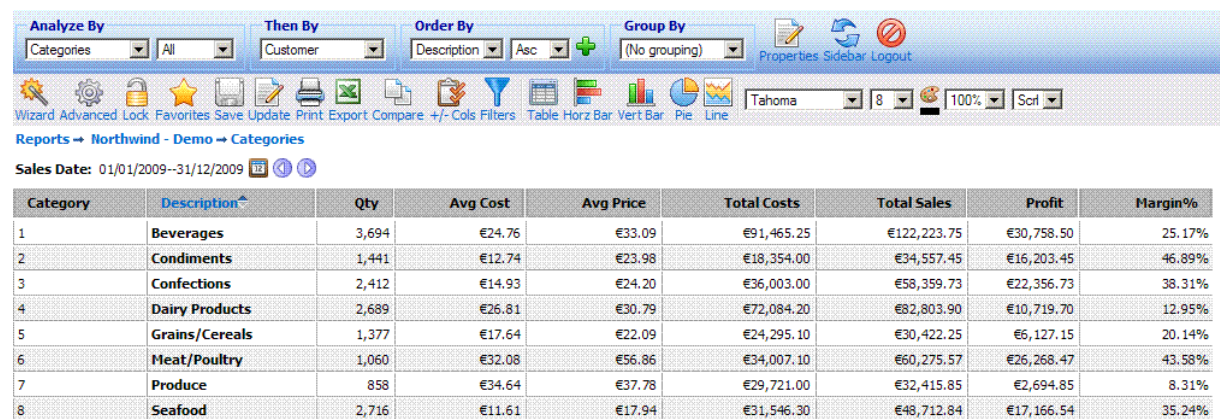 Analyze By Then By Order By Group By
Categories All Customer Description Asc (No grouping) Properties Sidebar Logout
Wizard Advanced Lock Favorites Save Update Print Export Compare +/- Cols Filters Table Horz Bar Vert Bar Pie Line Tahoma 8 100% Scrl
Reports → Northwind - Demo → Categories
Sales Date: 01/01/2009--31/12/2009 12
Category Description Qty Avg Cost Avg Price Total Costs Total Sales Profit Margin%
1 Beverages 3,694 €24.76 €33.09 €91,465.25 €122,223.75 €30,758.50 25.17%
2 Condiments 1,441 €12.74 €23.98 €18,354.00 €34,557.45 €16,203.45 46.89%
3 Confections 2,412 €14.93 €24.20 €36,003.00 €58,359.73 €22,356.73 38.31%
4 Dairy Products 2,689 €26.81 €30.79 €72,084.20 €82,803.90 €10,719.70 12.95%
5 Grains/Cereals 1,377 €17.64 €22.09 €24,295.10 €30,422.25 €6,127.15 20.14%
6 Meat/Poultry 1,060 €32.08 €56.86 €34,007.10 €60,275.57 €26,268.47 43.58%
7 Produce 858 €34.64 €37.78 €29,721.00 €32,415.85 €2,694.85 8.31%
8 Seafood 2,716 €11.61 €17.94 €31,546.30 €48,712.84 €17,166.54 35.24%